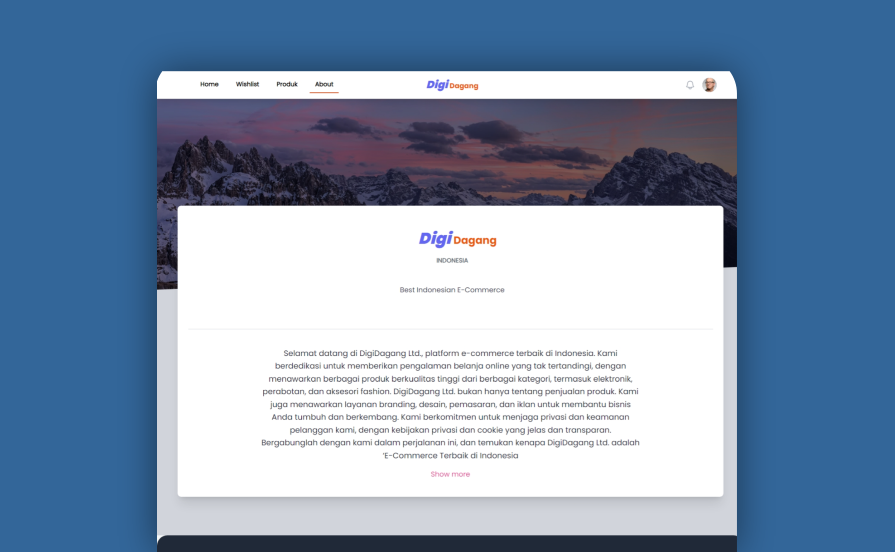 Home Wishlist Produk About Digi Dagang
Digi Dagang
INDONESIA
Best Indonesian E-Commerce
Selamat datang di DigiDagang Ltd., platform e-commerce terbaik di Indonesia. Kami
berdedikasi untuk memberikan pengalaman belanja online yang tak tertandingi, dengan
menawarkan berbagai produk berkualitas tinggi dari berbagai kategori, termasuk elektronik,
perabotan, dan aksesori fashion. DigiDagang Ltd. bukan hanya tentang penjualan produk. Kami
juga menawarkan layanan branding, desain, pemasaran, dan iklan untuk membantu bisnis
Anda tumbuh dan berkembang. Kami berkomitmen untuk menjaga privasi dan keamanan
pelanggan kami, dengan kebijakan privasi dan cookie yang jelas dan transparan.
Bergabunglah dengan kami dalam perjalanan ini, dan temukan kenapa DigiDagang Ltd. adalah
'E-Commerce Terbaik di Indonesia
Show more